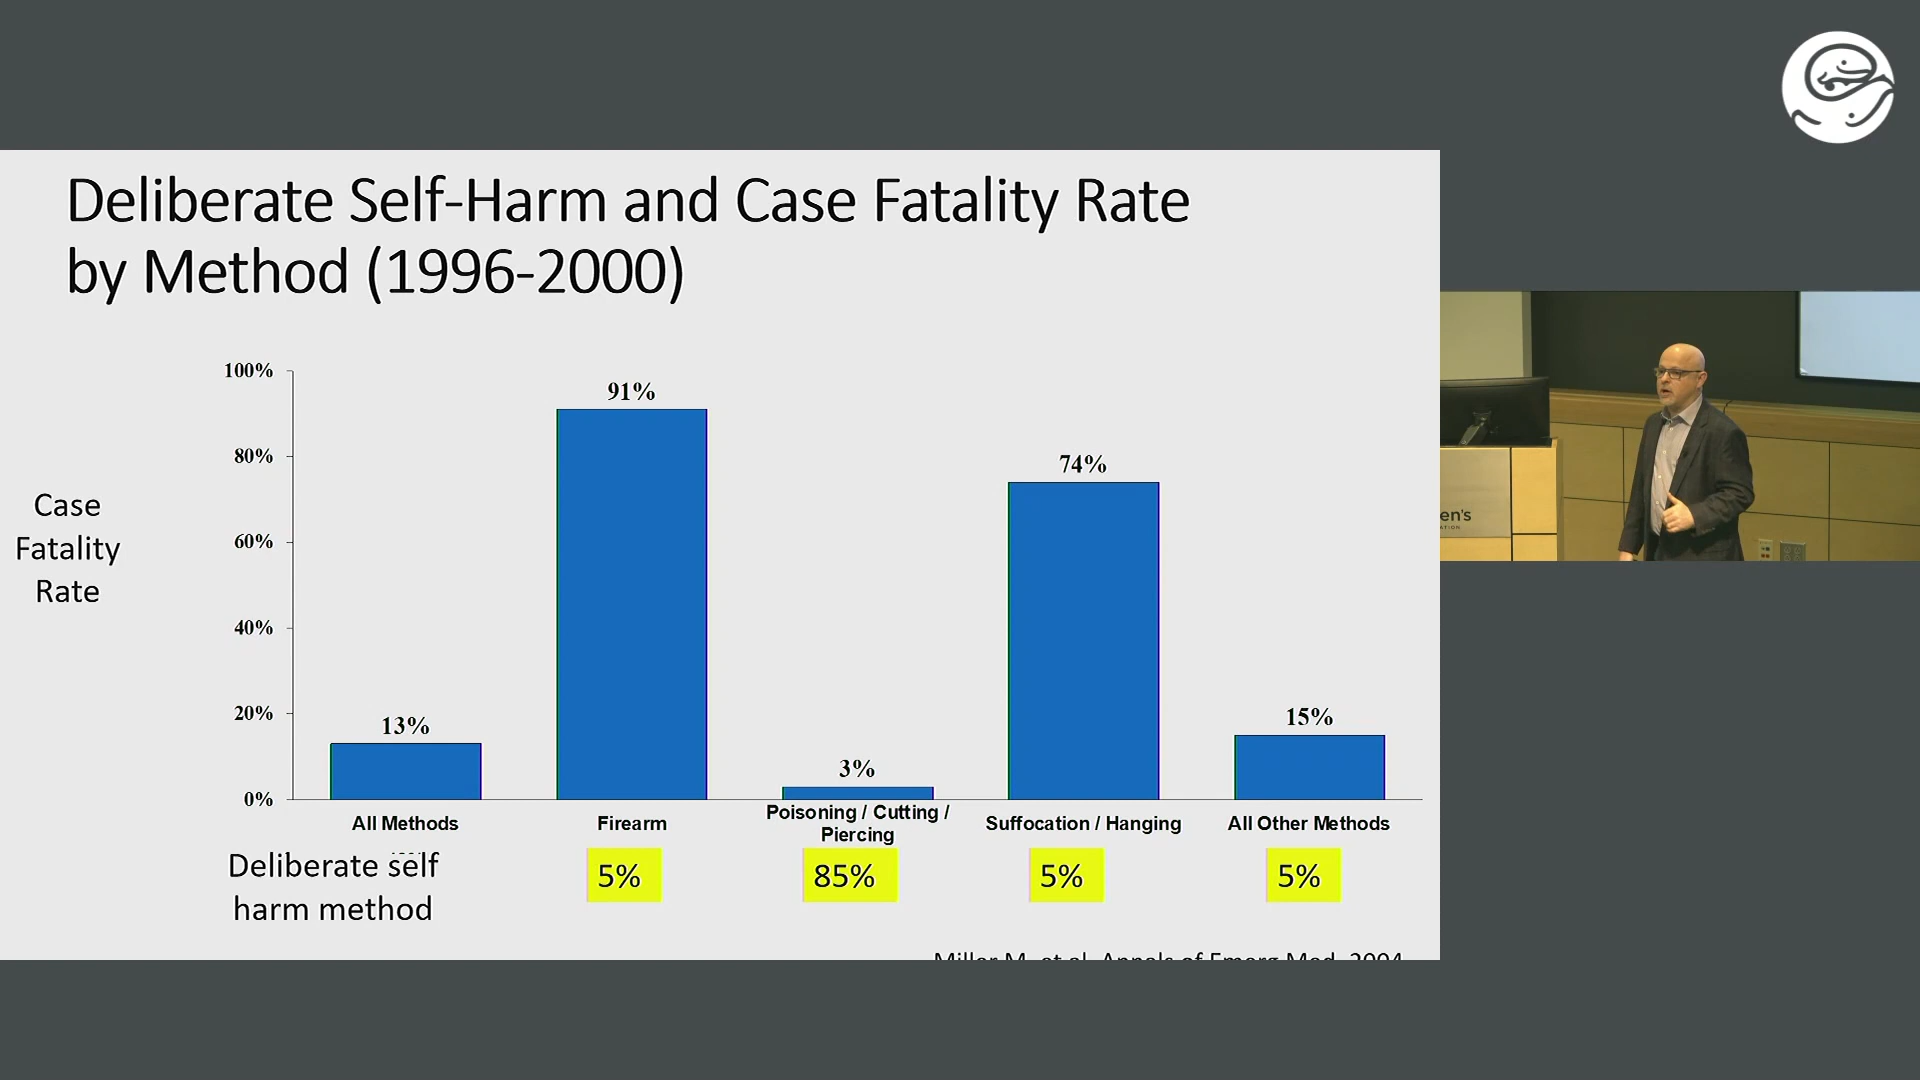 Deliberate Self-Harm and Case Fatality Rate
by Method (1996-2000)
Case
Fatality
Rate
100%
80%
60%
40%
20%
0%
13%
91%
3%
74%
15%
All Methods
Firearm
Poisoning / Cutting /
Piercing
Suffocation / Hanging
All Other Methods
Deliberate self
harm method
5%
85%
5%
5%
Miller M, et al. Annals of Emerg Med, 2004
en's